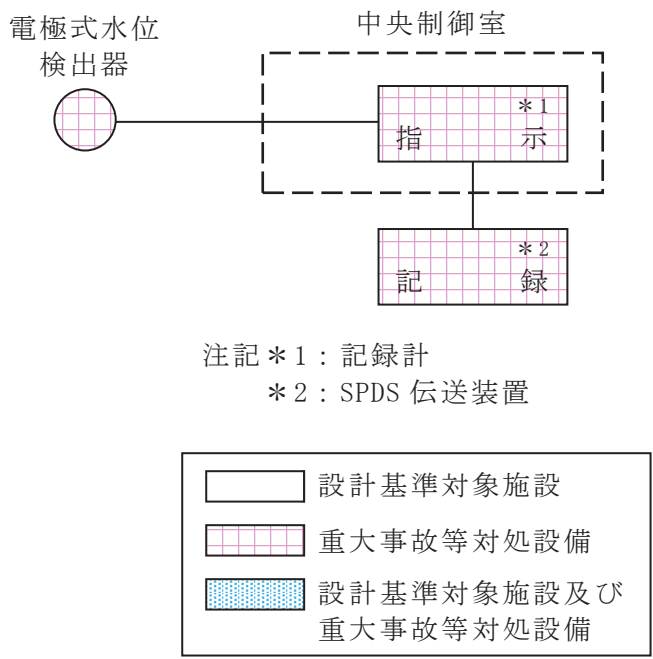 電極式水位
検出器
中央制御室
＊1
指　示
＊2
記　録
注記＊1：記録計
＊2：SPDS 伝送装置
設計基準対象施設
重大事故等対処設備
設計基準対象施設及び
重大事故等対処設備